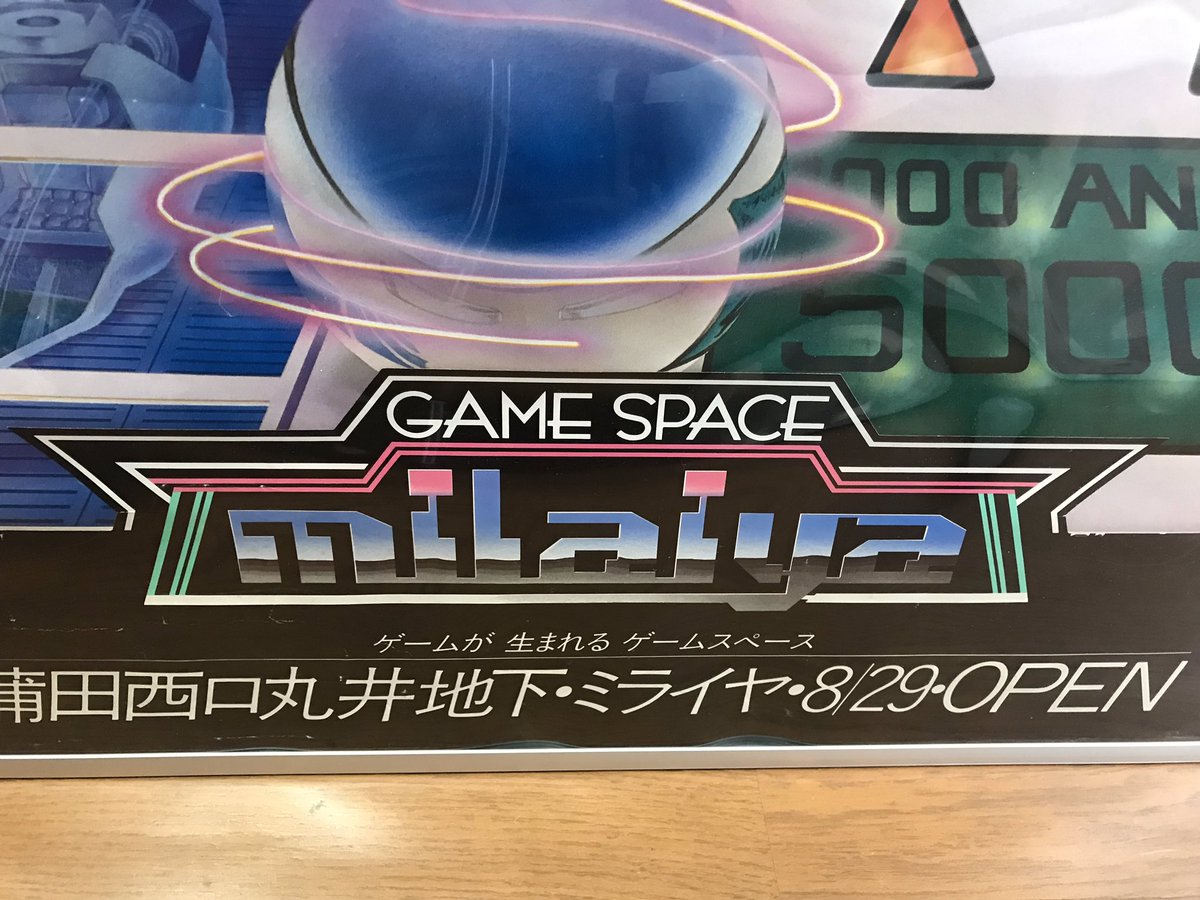 000 AN
5000
GAME SPACE
milaiya
ゲームが 生まれる ゲームスペース
蒲田西口丸井地下・ミライヤ・8/29・OPEN